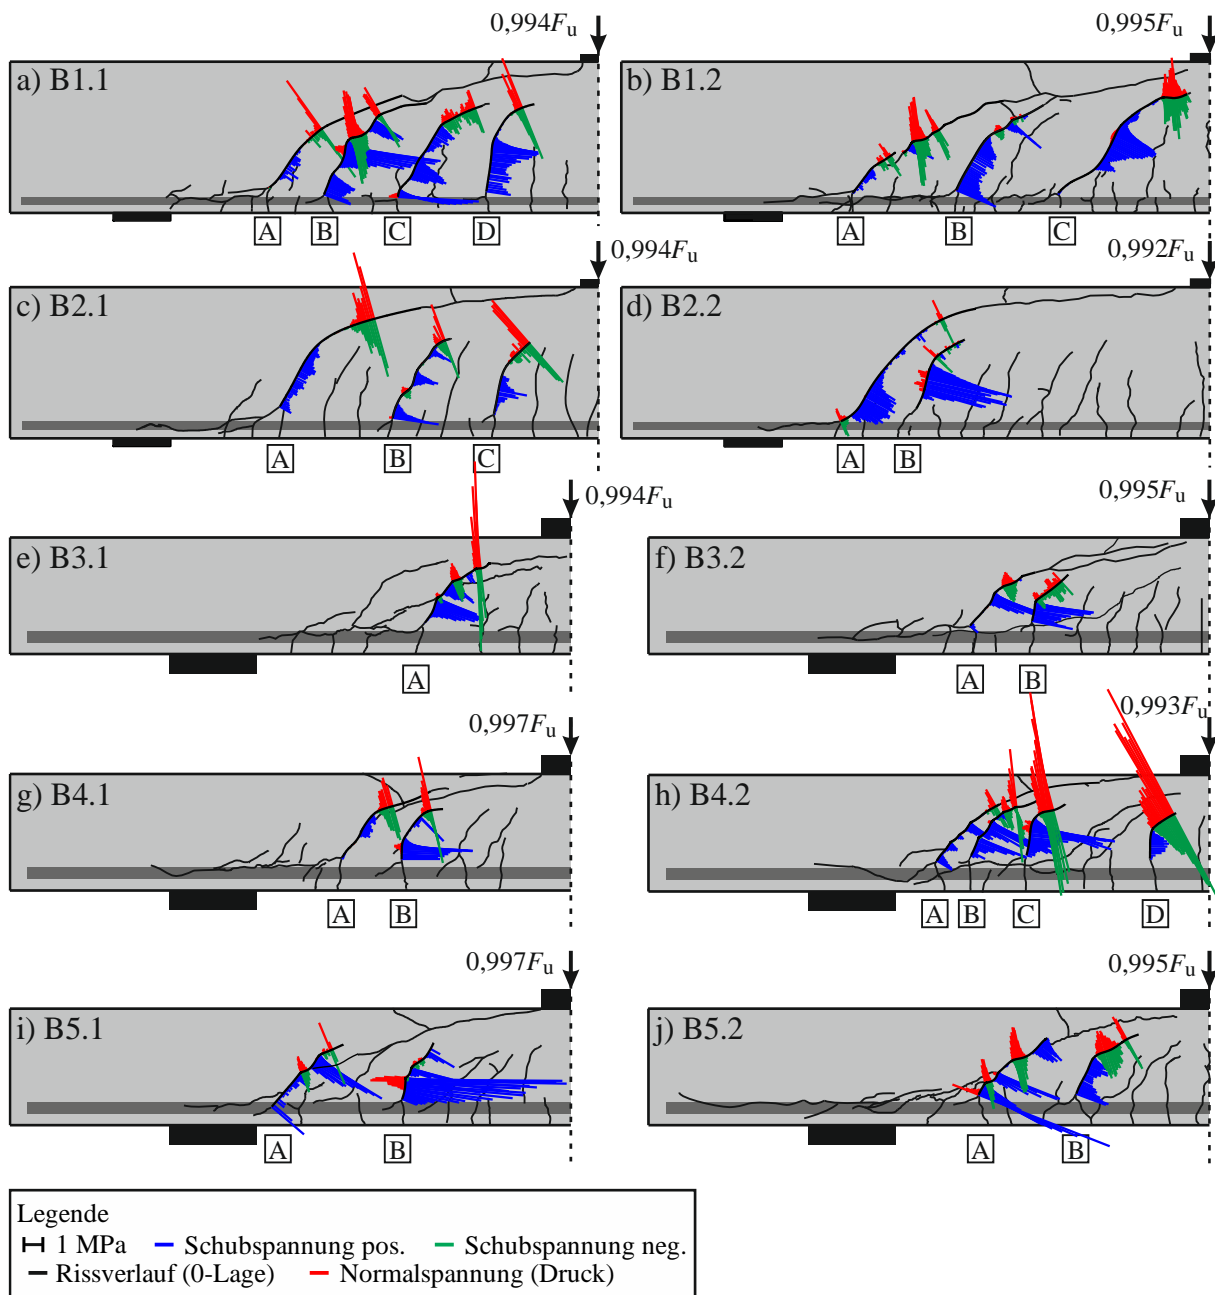 0,994Fu
0,995Fu
a) B1.1
b) B1.2
A B C D
A B C
0,994Fu
0,992Fu
c) B2.1
d) B2.2
A B C
A B
0,994Fu
0,995Fu
e) B3.1
f) B3.2
A
A B
0,997Fu
0,993Fu
g) B4.1
h) B4.2
A B
A B C D
0,997Fu
0,995Fu
i) B5.1
j) B5.2
A B
A B
Legende
1 MPa Schubspannung pos. Schubspannung neg.
Rissverlauf (0-Lage) Normalspannung (Druck)